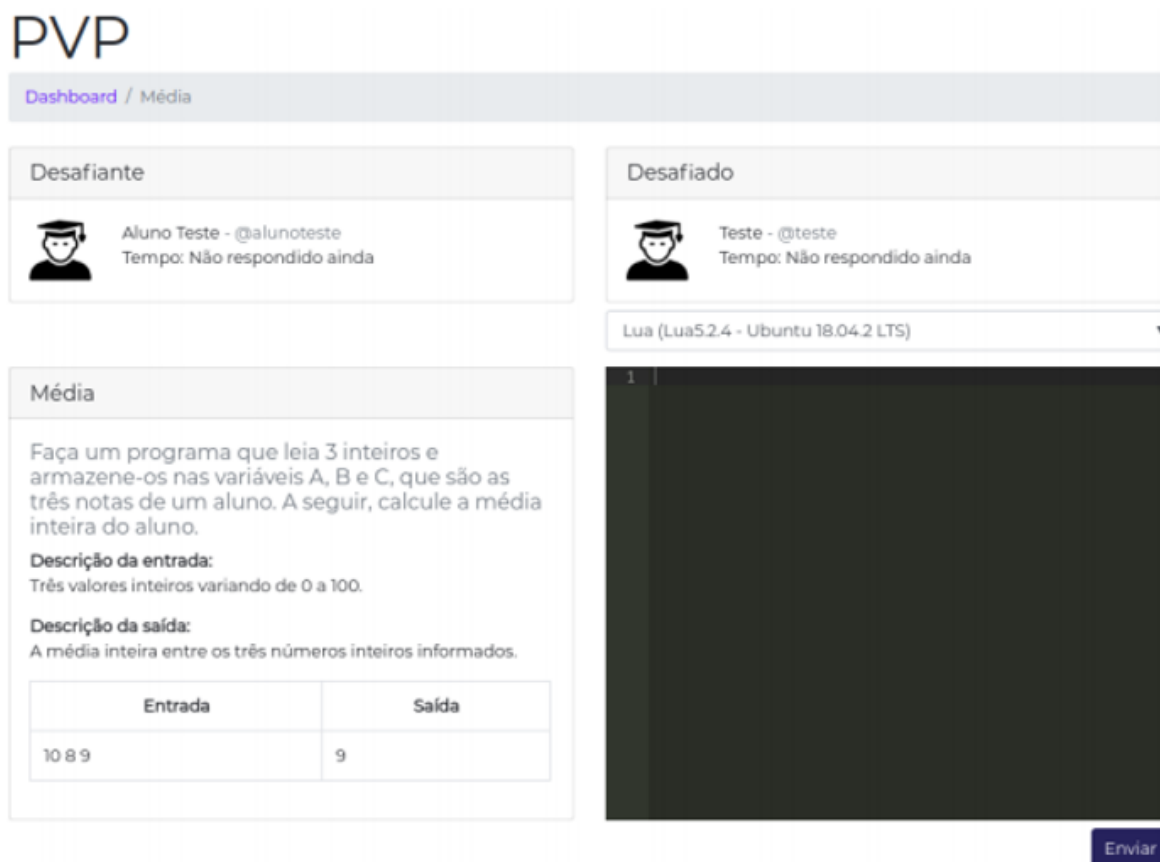 PVP
Dashboard / Média
Desafiante
Aluno Teste - @alunoteste
Tempo: Não respondido ainda
Desafiado
Teste - @teste
Tempo: Não respondido ainda
Lua (Lua5.2.4 - Ubuntu 18.04.2 LTS)
Média
Faça um programa que leia 3 inteiros e
armazene-os nas variáveis A, B e C, que são as
três notas de um aluno. A seguir, calcule a média
inteira do aluno.
Descrição da entrada:
Três valores inteiros variando de 0 a 100.
Descrição da saída:
A média inteira entre os três números inteiros informados.
Entrada Saída
10 8 9 9
1
Enviar